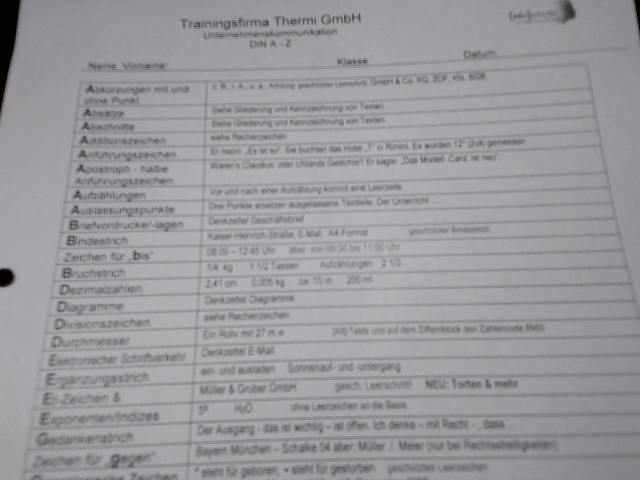 Trainingsfirma Thermi GmbH
Unternehmenskommunikation
DIN A - Z
Name, Vorname
Klasse
Datum
Abkürzungen mit und ohne Punkt
z. B., i. A., u. a., Achtung: geschützter Leerschritt, GmbH & Co. KG, ZDF, Kfz, BGB,
Absätze
Siehe Gliederung und Kennzeichnung von Texten.
Abschnitte
Siehe Gliederung und Kennzeichnung von Texten.
Additionszeichen
siehe Rechenzeichen
Anführungszeichen
Er meint: „Es ist so“. Sie buchten das Hotel „T“ in Rimini. Es wurden 12" (Zoll) gemessen.
Apostroph - halbe Anführungszeichen
Waren's Claudius' oder Uhlands Gedichte? Er sagte: „Das Modell ‚Cara‘ ist neu“.
Aufzählungen
Vor und nach einer Aufzählung kommt eine Leerzeile.
Auslassungspunkte
Drei Punkte ersetzen ausgelassene Textteile. Der Unterricht ...
Briefvordrucke/-lagen
Denkzettel Geschäftsbrief
Bindestrich
Kaiser-Heinrich-Straße, E-Mail, A4-Format geschützter Bindestrich
Zeichen für „bis“
08:00 – 12:45 Uhr aber: von 09:30 bis 11:00 Uhr
Bruchstrich
1/4 kg 1 1/2 Tassen Aufzählungen: 2 1/3
Dezimalzahlen
2,41 cm 0,005 kg ca. 10 m 200 ml
Diagramme
Denkzettel Diagramme
Divisionszeichen
siehe Rechenzeichen
Durchmesser
Ein Rohr mit 27 m ø [Alt] Taste und auf dem Ziffernblock den Zahlencode
Elektronischer Schriftverkehr
Denkzettel E-Mail
Ergänzungsstrich
ein- und ausladen Sonnenauf- und -untergang
Et-Zeichen &
Müller & Gruber GmbH gesch. Leerschritt! NEU: Torten & mehr
Exponenten/Indizes
5² H₂O ohne Leerzeichen an die Basis
Gedankenstrich
Der Ausgang - das ist wichtig – ist offen. Ich denke – mit Recht - , dass ...
Zeichen für „gegen“
Bayern München – Schalke 04 aber: Müller ./. Meier (nur bei Rechtsstreitigkeiten)
Zeichen
* steht für geboren, + steht für gestorben geschütztes Leerzeichen